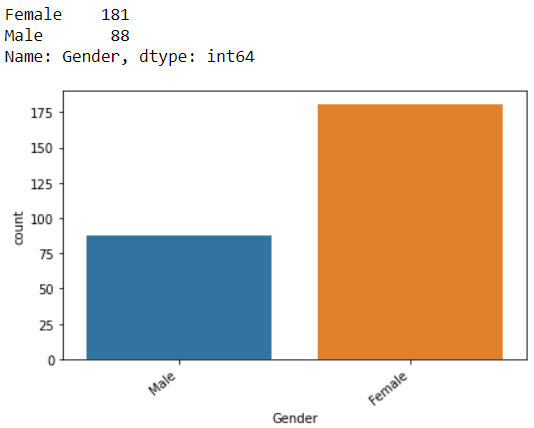 Female    181
Male       88
Name: Gender, dtype: int64
175
150
125
100
75
50
25
0
count
Male
Female
Gender